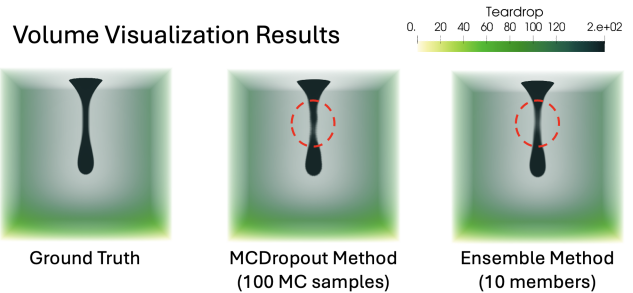 Teardrop
Volume Visualization Results
0. 20 40 60 80 100 120 2.e+02
Ground Truth
MCDropout Method
(100 MC samples)
Ensemble Method
(10 members)